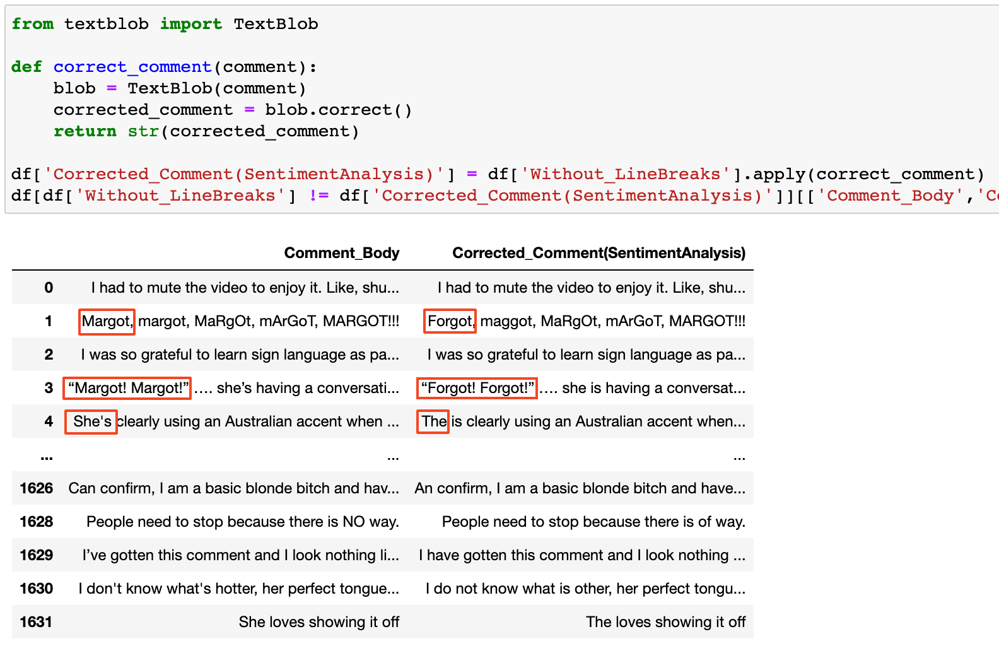 from textblob import TextBlob
def correct_comment(comment):
blob = TextBlob(comment)
corrected_comment = blob.correct()
return str(corrected_comment)
df['Corrected_Comment(SentimentAnalysis)'] = df['Without_LineBreaks'].apply(correct_comment)
df[df['Without_LineBreaks'] != df['Corrected_Comment(SentimentAnalysis)']][['Comment_Body','C
Comment_Body Corrected_Comment(SentimentAnalysis)
0 I had to mute the video to enjoy it. Like, shu... I had to mute the video to enjoy it. Like, shu...
1 Margot, margot, MaRgOt, mArGoT, MARGOT!!! Forgot, maggot, MaRgOt, mArGoT, MARGOT!!!
2 I was so grateful to learn sign language as pa... I was so grateful to learn sign language as pa...
3 “Margot! Margot!” …. she’s having a conversati... “Forgot! Forgot!” …. she is having a conversat...
4 She's clearly using an Australian accent when ... The is clearly using an Australian accent when...
... ... ...
1626 Can confirm, I am a basic blonde bitch and hav... An confirm, I am a basic blonde bitch and have...
1628 People need to stop because there is NO way. People need to stop because there is of way.
1629 I’ve gotten this comment and I look nothing li... I have gotten this comment and I look nothing ...
1630 I don't know what's hotter, her perfect tongue... I do not know what is other, her perfect tongu...
1631 She loves showing it off The loves showing it off